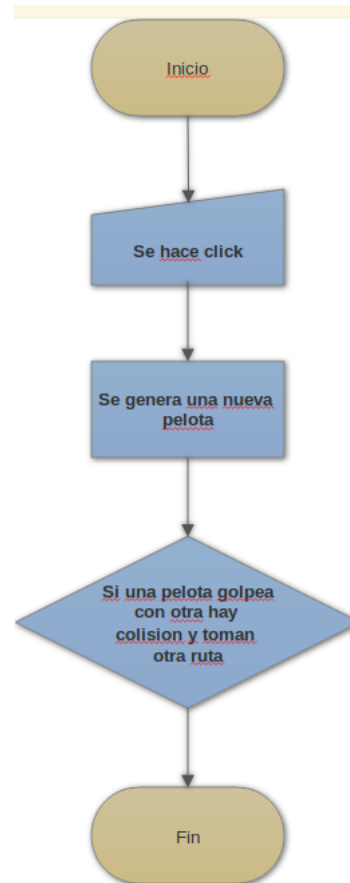 Inicio
Se hace click
Se genera una nueva
pelota
Si una pelota golpea
con otra hay
colision y toman
otra ruta
Fin